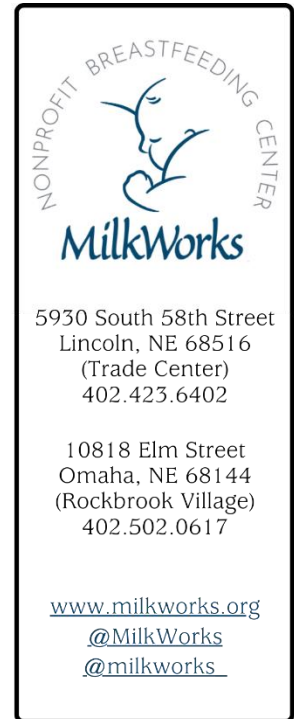 NONPROFIT BREASTFEEDING CENTER
MilkWorks
5930 South 58th Street
Lincoln, NE 68516
(Trade Center)
402.423.6402
10818 Elm Street
Omaha, NE 68144
(Rockbrook Village)
402.502.0617
www.milkworks.org
@MilkWorks
@milkworks_